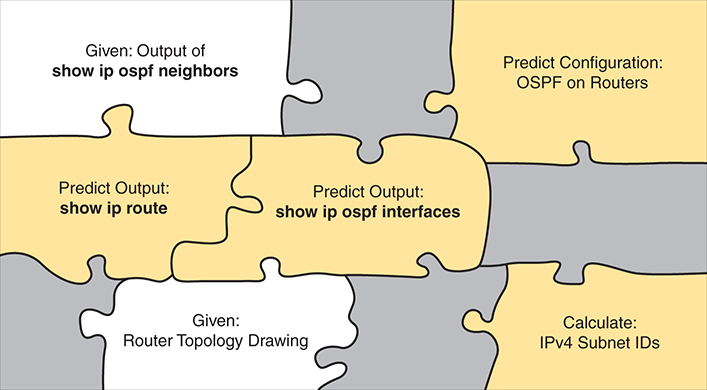 Given: Output of
show ip ospf neighbors
Predict Configuration:
OSPF on Routers
Predict Output:
show ip route
Predict Output:
show ip ospf interfaces
Given:
Router Topology Drawing
Calculate:
IPv4 Subnet IDs